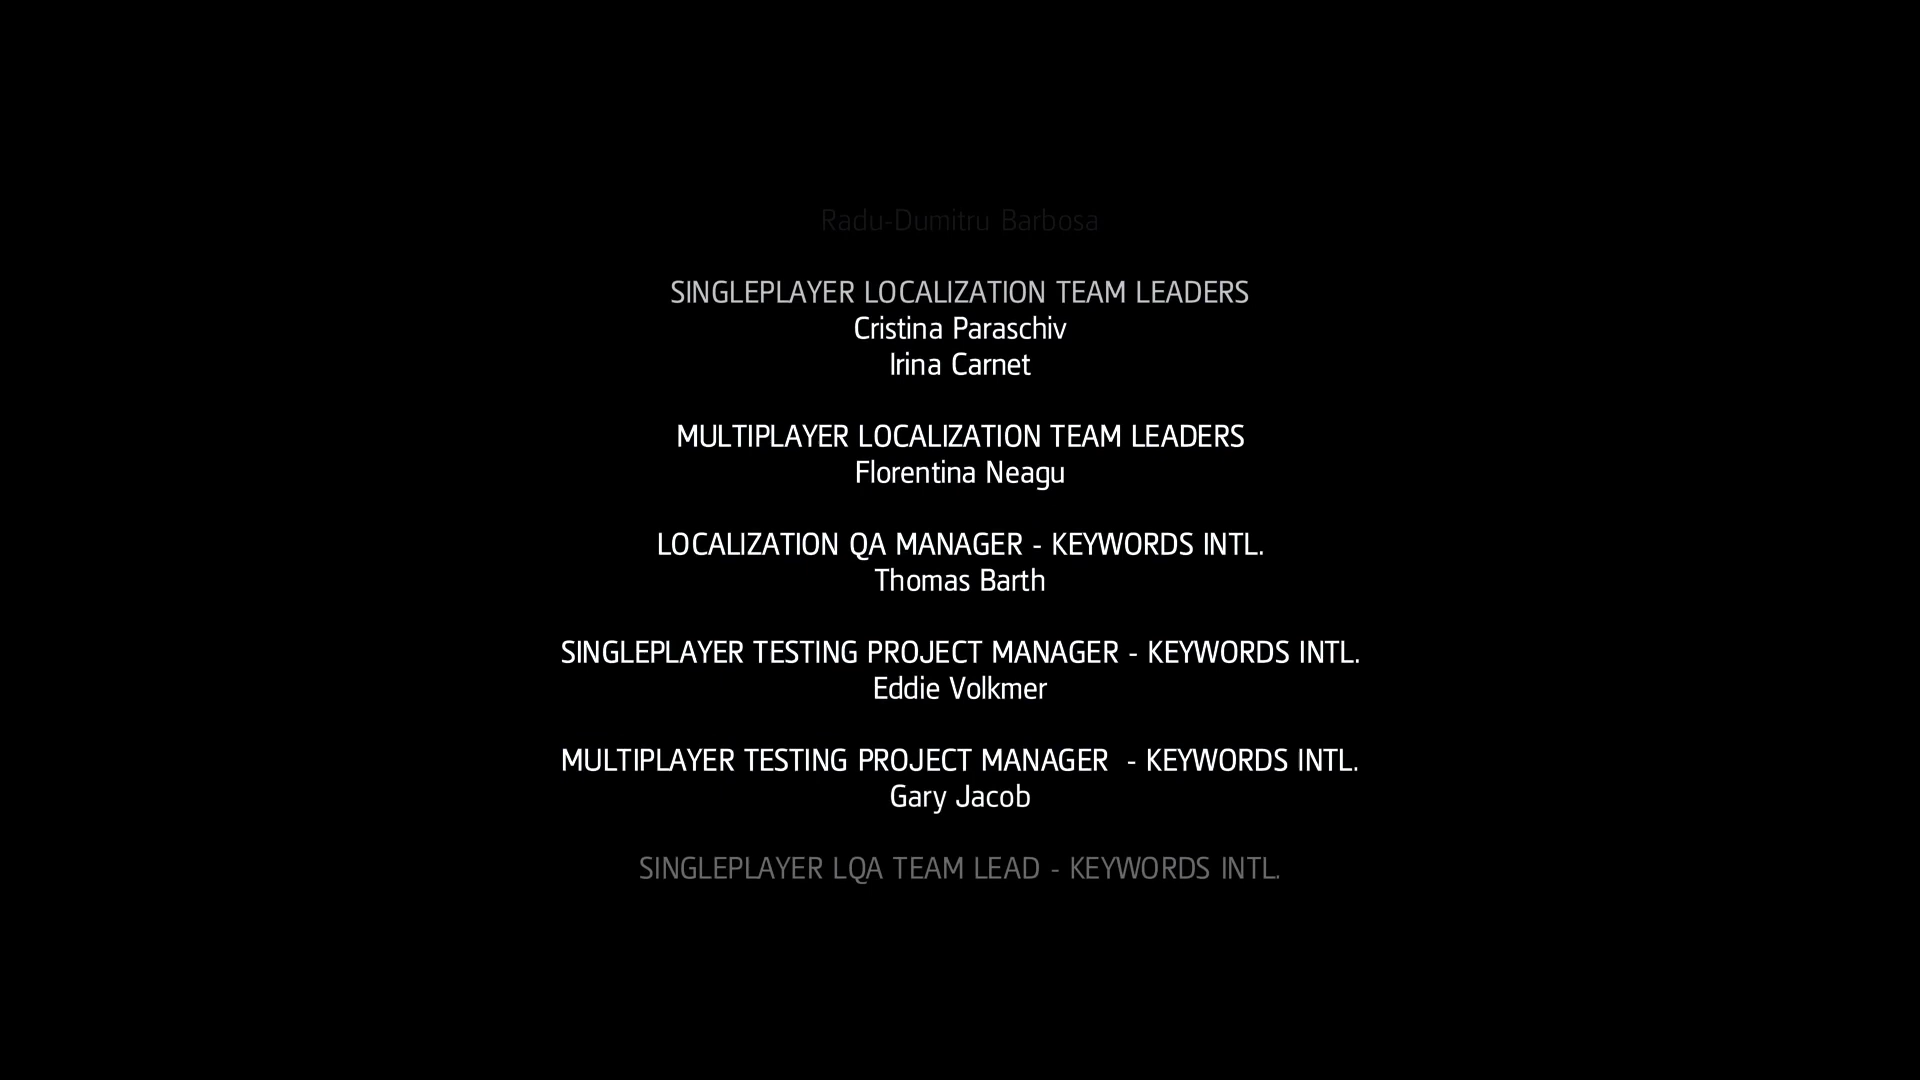 Radu-Dumitru Barbosa
SINGLEPLAYER LOCALIZATION TEAM LEADERS
Cristina Paraschiv
Irina Carnet
MULTIPLAYER LOCALIZATION TEAM LEADERS
Florentina Neagu
LOCALIZATION QA MANAGER - KEYWORDS INTL.
Thomas Barth
SINGLEPLAYER TESTING PROJECT MANAGER - KEYWORDS INTL.
Eddie Volkmer
MULTIPLAYER TESTING PROJECT MANAGER  - KEYWORDS INTL.
Gary Jacob
SINGLEPLAYER LQA TEAM LEAD - KEYWORDS INTL.